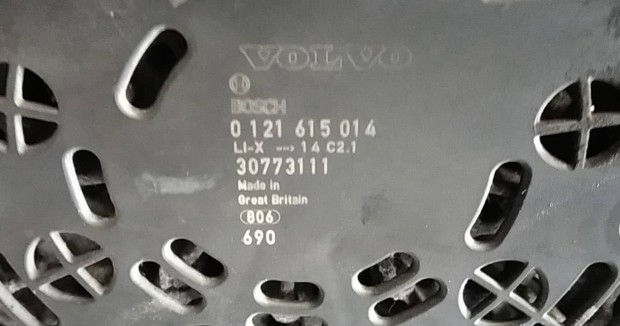 VOLVO
BOSCH
0 121 615 014
LI-X --> 14 C2.1
30773111
Made in
Great Britain
806
690